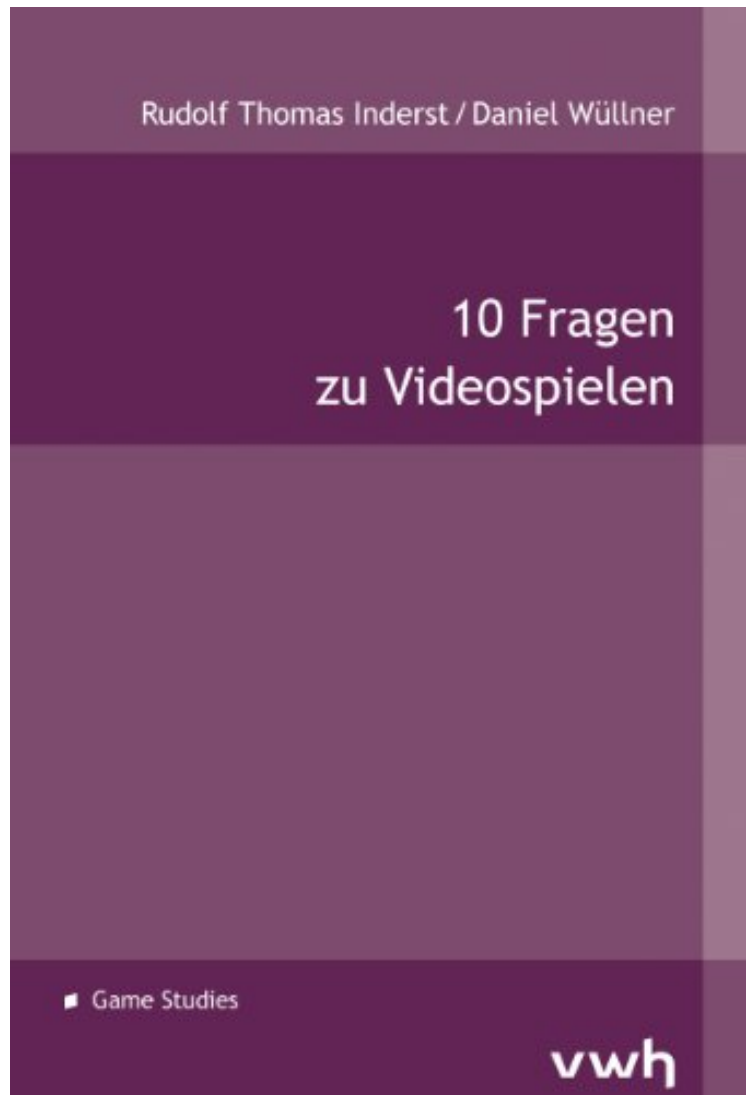 Rudolf Thomas Inderst / Daniel Wüllner
10 Fragen
zu Videospielen
Game Studies
vwh